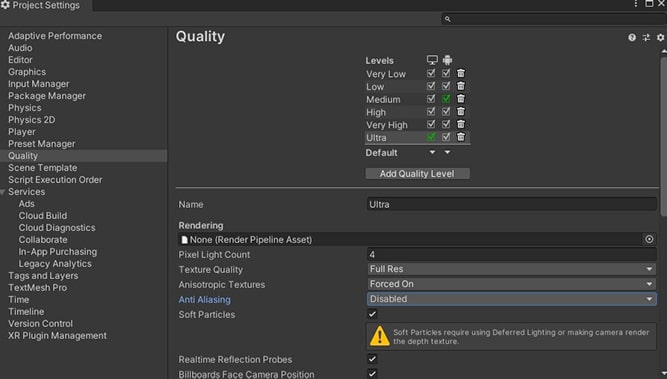 Project Settings
Adaptive Performance
Audio
Editor
Graphics
Input Manager
Package Manager
Physics
Physics 2D
Player
Preset Manager
Quality
Scene Template
Script Execution Order
Services
Ads
Cloud Build
Cloud Diagnostics
Collaborate
In-App Purchasing
Legacy Analytics
Tags and Layers
TextMesh Pro
Time
Timeline
Version Control
XR Plugin Management
Quality
Levels
Very Low
Low
Medium
High
Very High
Ultra
Default
Add Quality Level
Name Ultra
Rendering
None (Render Pipeline Asset)
Pixel Light Count 4
Texture Quality Full Res
Anisotropic Textures Forced On
Anti Aliasing Disabled
Soft Particles
Soft Particles require using Deferred Lighting or making camera render
the depth texture.
Realtime Reflection Probes
Billboards Face Camera Position